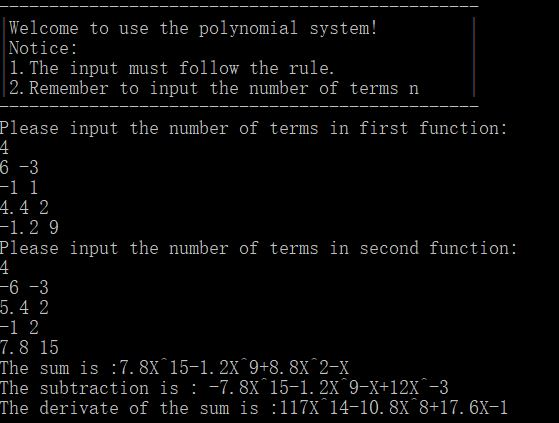 Welcome to use the polynomial system!
Notice:
1.The input must follow the rule.
2.Remember to input the number of terms n
Please input the number of terms in first function:
4
6 -3
-1 1
4.4 2
-1.2 9
Please input the number of terms in second function:
4
-6 -3
5.4 2
-1 2
7.8 15
The sum is :7.8X^15-1.2X^9+8.8X^2-X
The subtraction is : -7.8X^15-1.2X^9-X+12X^-3
The derivate of the sum is :117X^14-10.8X^8+17.6X-1